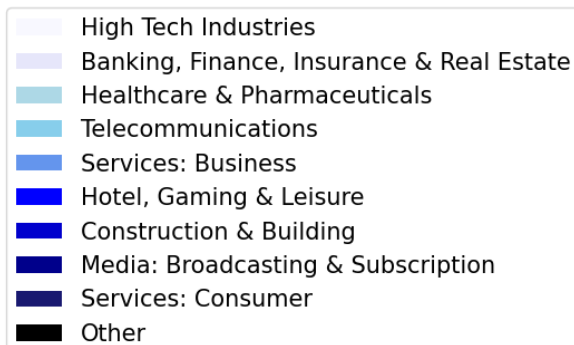 High Tech Industries
Banking, Finance, Insurance & Real Estate
Healthcare & Pharmaceuticals
Telecommunications
Services: Business
Hotel, Gaming & Leisure
Construction & Building
Media: Broadcasting & Subscription
Services: Consumer
Other